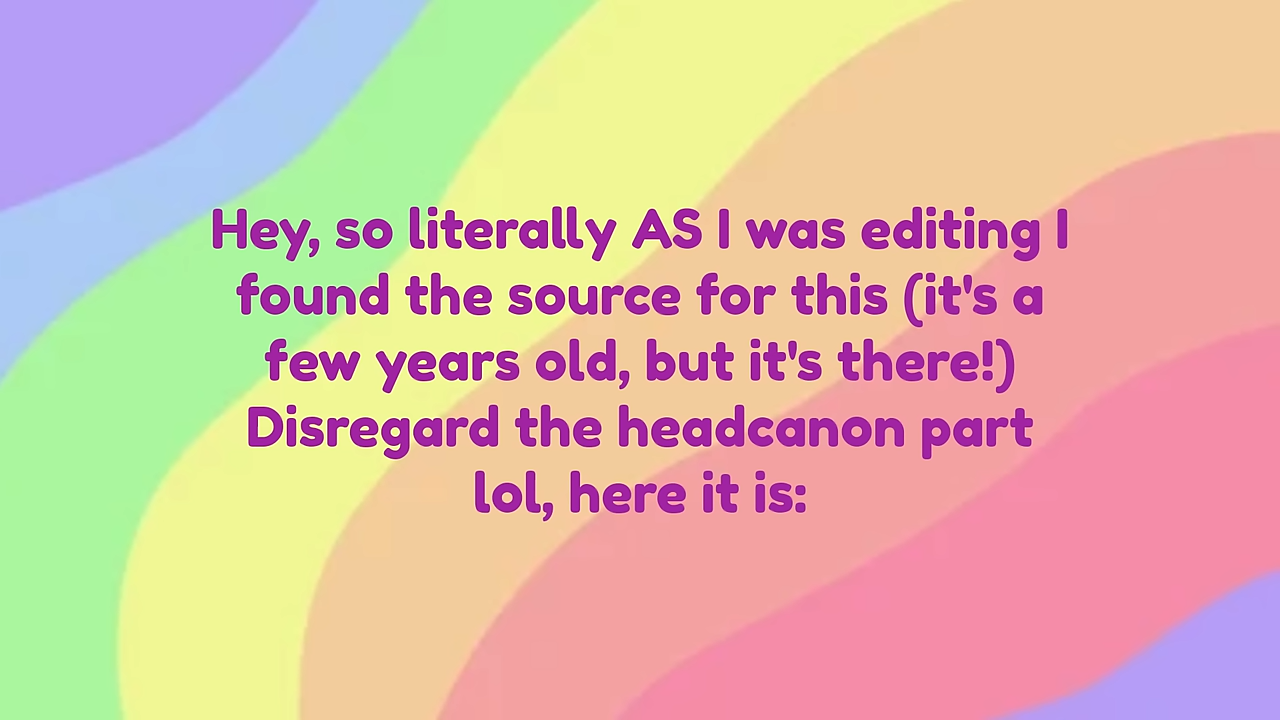 Hey, so literally AS I was editing I
found the source for this (it's a
few years old, but it's there!)
Disregard the headcanon part
lol, here it is: